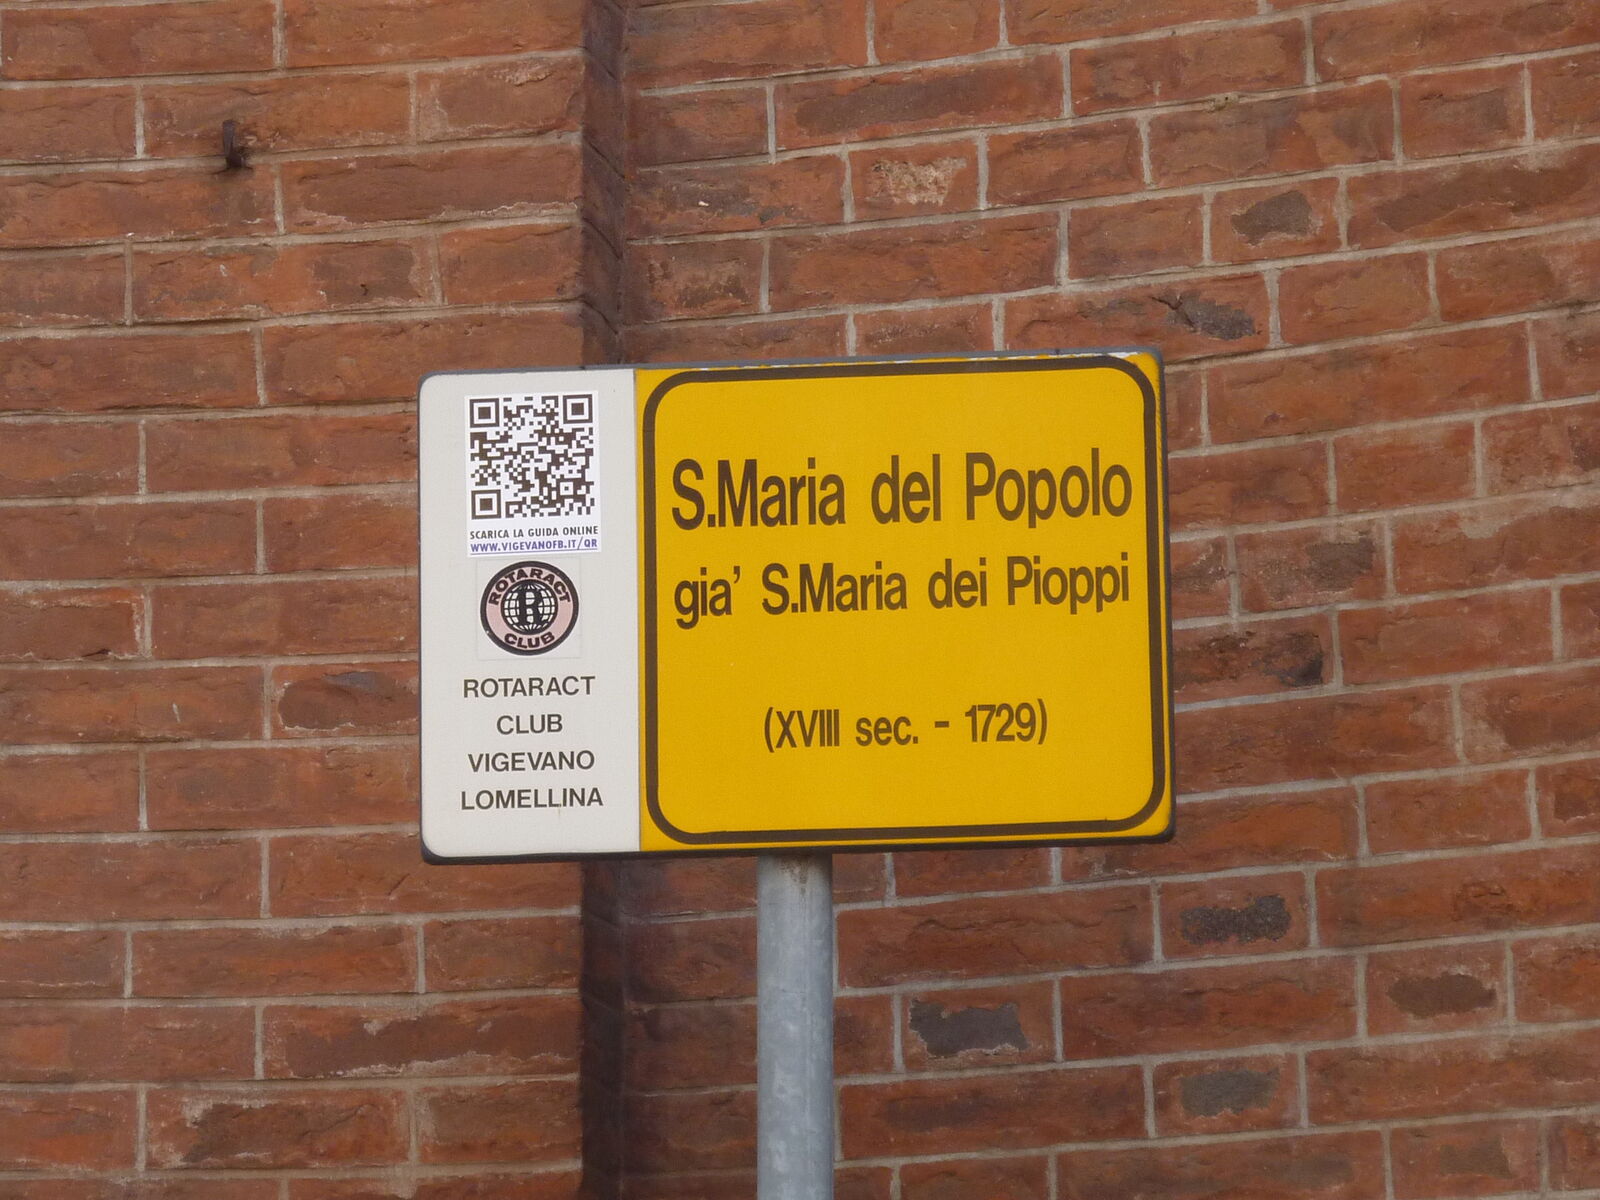 SCARICA LA GUIDA ONLINE
WWW.VIGEVANOFB.IT/QR
ROTARACT
R
CLUB
ROTARACT
CLUB
VIGEVANO
LOMELLINA
S.Maria del Popolo
gia' S.Maria dei Pioppi
(XVIII sec. - 1729)